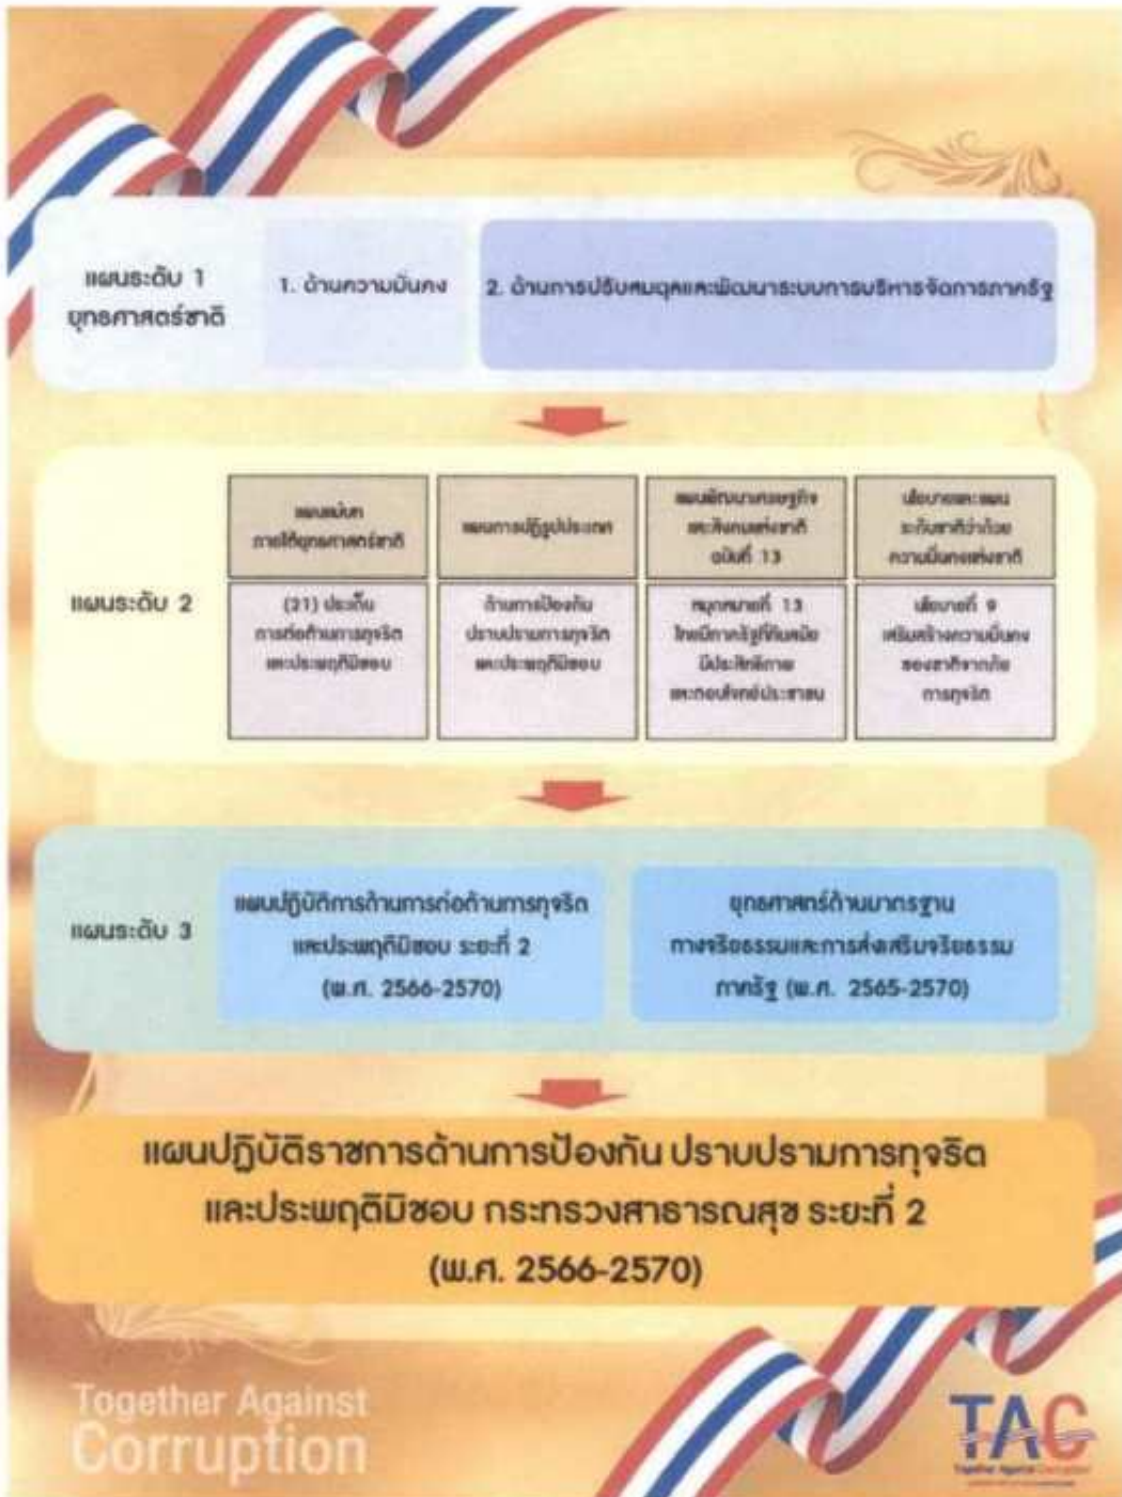 แผนระดับ 1
ยุทธศาสตร์ชาติ
1. ด้านความมั่นคง
2. ด้านการปรับสมดุลและพัฒนาระบบการบริหารจัดการภาครัฐ
แผนระดับ 2
แผนแม่บท
ภายใต้ยุทธศาสตร์ชาติ
(21) ประเด็น
การต่อต้านการทุจริต
และประพฤติมิชอบ
แผนการปฏิรูปประเทศ
ด้านการป้องกัน
ปราบปรามการทุจริต
และประพฤติมิชอบ
แผนพัฒนาเศรษฐกิจ
และสังคมแห่งชาติ
ฉบับที่ 13
หมุดหมายที่ 13
ไทยมีภาครัฐที่ทันสมัย
มีประสิทธิภาพ
และตอบโจทย์ประชาชน
นโยบายและแผน
ระดับชาติว่าด้วย
ความมั่นคงแห่งชาติ
นโยบายที่ 9
เสริมสร้างความมั่นคง
ของชาติจากภัย
การทุจริต
แผนระดับ 3
แผนปฏิบัติการด้านการต่อต้านการทุจริต
และประพฤติมิชอบ ระยะที่ 2
(พ.ศ. 2566-2570)
ยุทธศาสตร์ด้านมาตรฐาน
ทางจริยธรรมและการส่งเสริมจริยธรรม
ภาครัฐ (พ.ศ. 2565-2570)
แผนปฏิบัติราชการด้านการป้องกัน ปราบปรามการทุจริต
และประพฤติมิชอบ กระทรวงสาธารณสุข ระยะที่ 2
(พ.ศ. 2566-2570)
Together Against
Corruption
TAC
Together Against Corruption